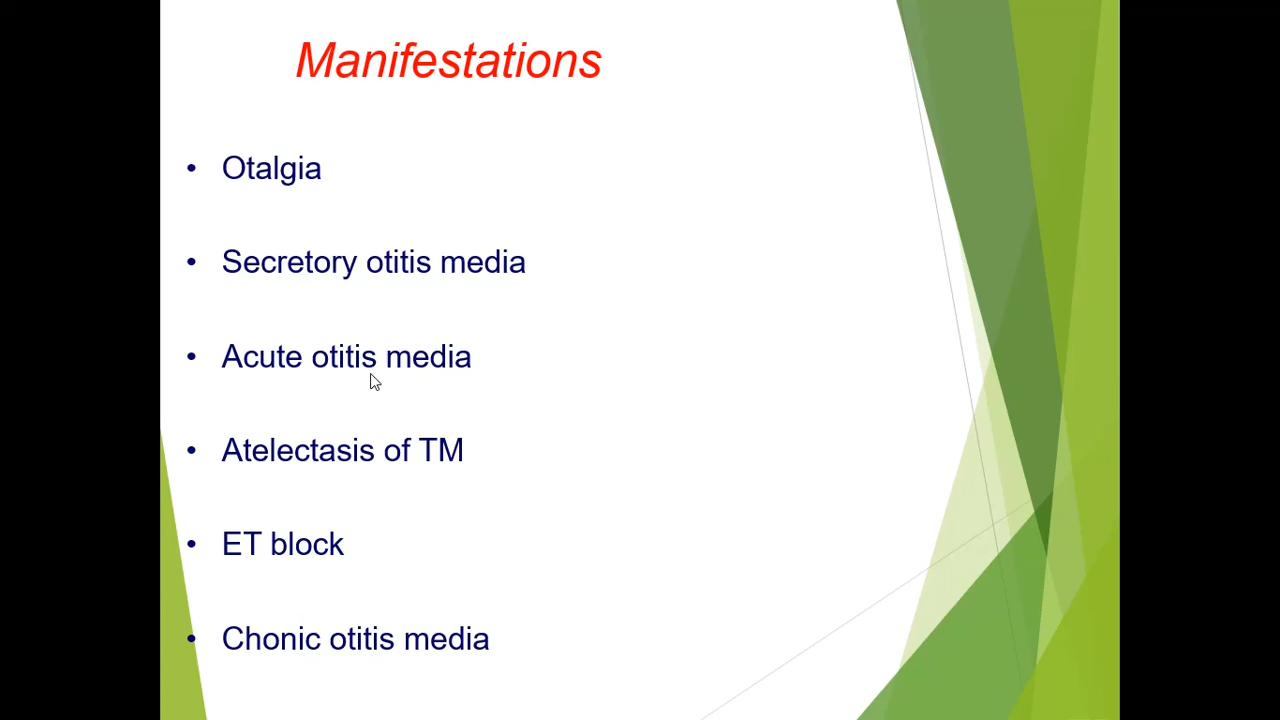 Manifestations
• Otalgia
• Secretory otitis media
• Acute otitis media
• Atelectasis of TM
• ET block
• Chonic otitis media